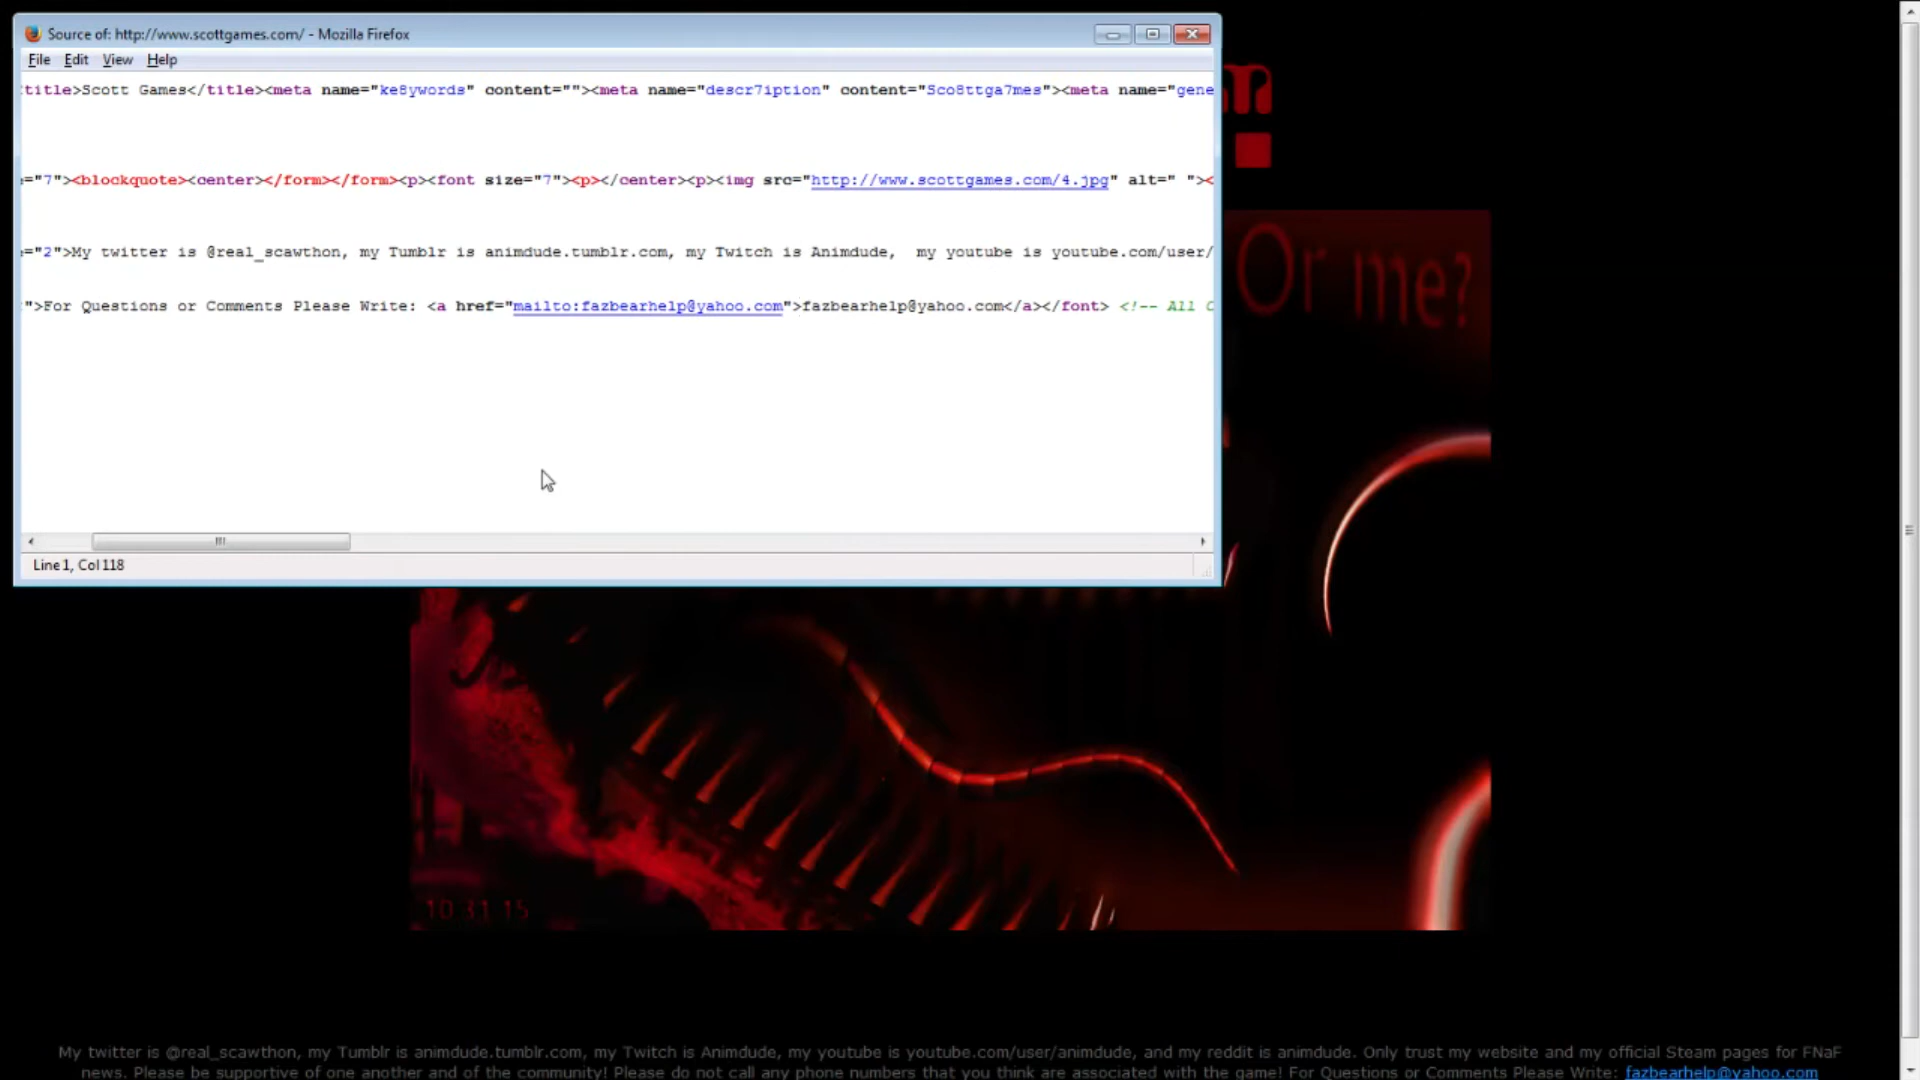 Source of: http://www.scottgames.com/ - Mozilla Firefox
File Edit View Help
title>Scott Games</title><meta name="ke8ywords" content=""><meta name="descr7iption" content="Sco8ttga7mes"><meta name="gene
="7"><blockquote><center></form></form><p><font size="7"><p></center><p><img src="http://www.scottgames.com/4.jpg" alt=" "><
="2">My twitter is @real_scawthon, my Tumblr is animdude.tumblr.com, my Twitch is Animdude,  my youtube is youtube.com/user/
">For Questions or Comments Please Write: <a href="mailto:fazbearhelp@yahoo.com">fazbearhelp@yahoo.com</a></font> <!-- All C
Line 1, Col 118
m
Or me?
10 31 15
My twitter is @real_scawthon, my Tumblr is animdude.tumblr.com, my Twitch is Animdude, my youtube is youtube.com/user/animdude, and my reddit is animdude. Only trust my website and my official Steam pages for FNaF
news. Please be supportive of one another and of the community! Please do not call any phone numbers that you think are associated with the game! For Questions or Comments Please Write: fazbearhelp@yahoo.com